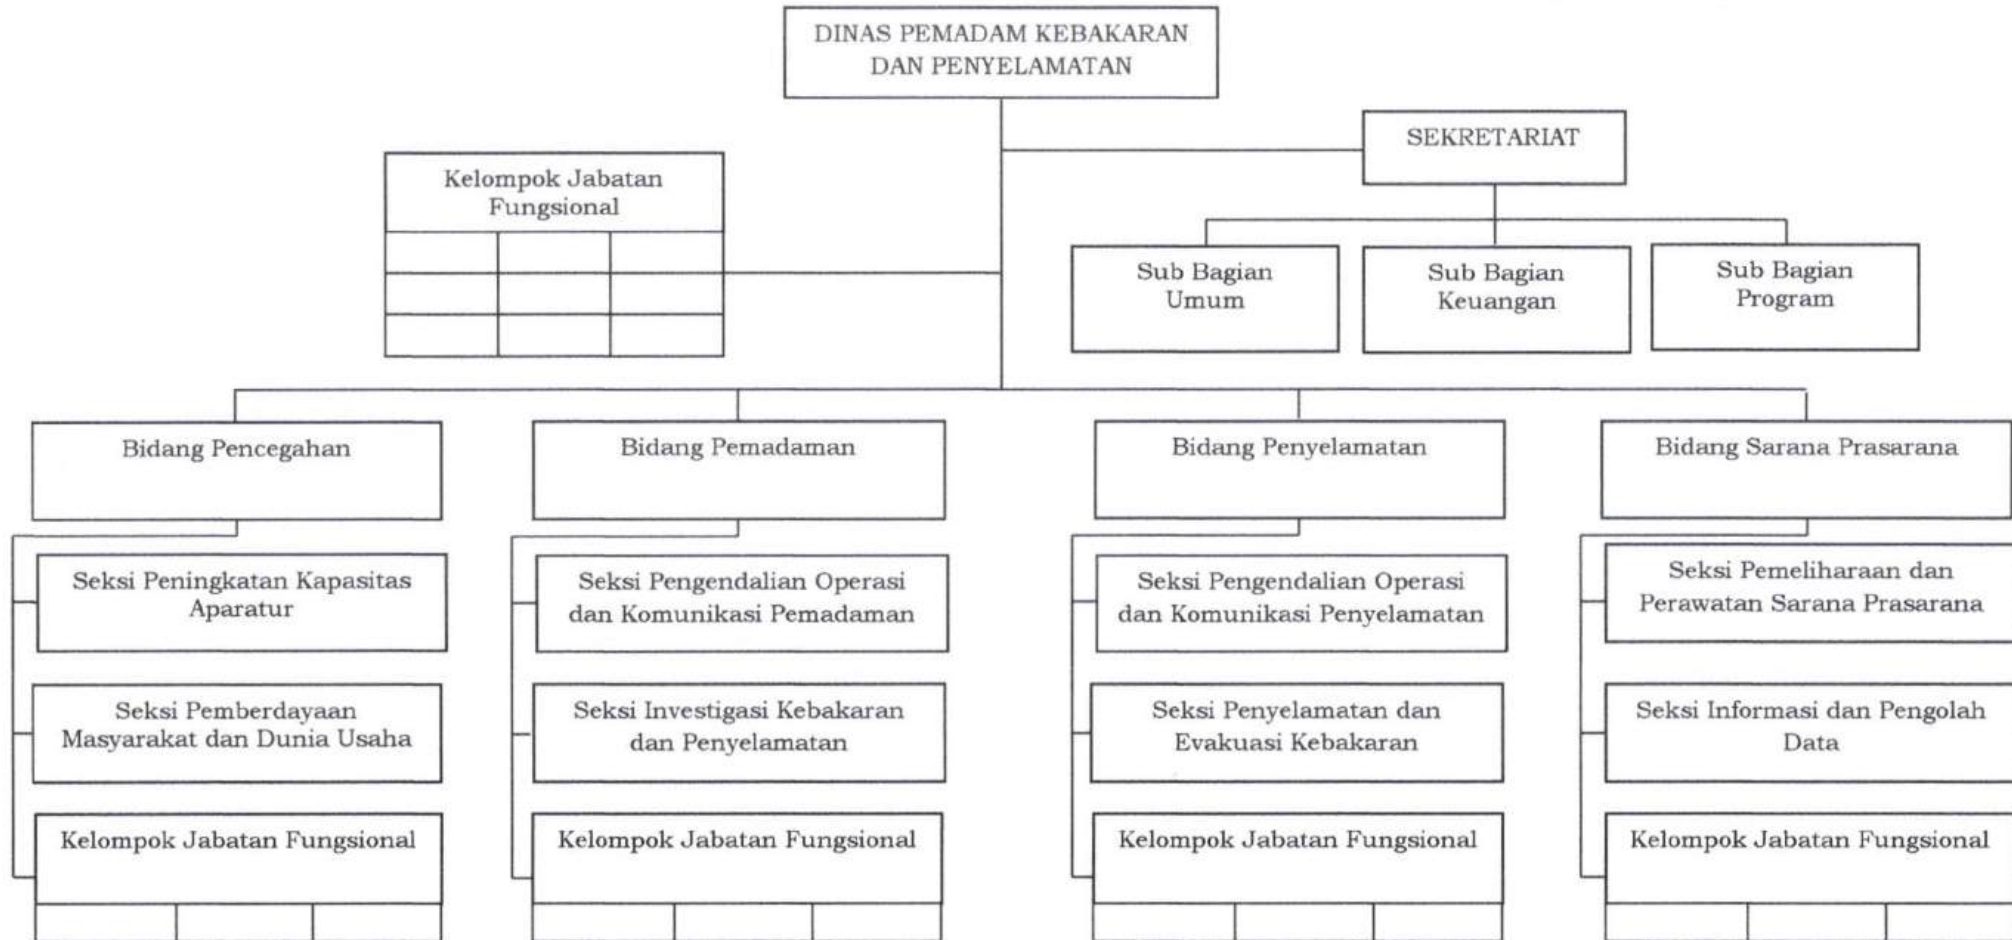 DINAS PEMADAM KEBAKARAN
DAN PENYELAMATAN
SEKRETARIAT
Kelompok Jabatan
Fungsional
Sub Bagian
Umum
Sub Bagian
Keuangan
Sub Bagian
Program
Bidang Pencegahan
Bidang Pemadaman
Bidang Penyelamatan
Bidang Sarana Prasarana
Seksi Peningkatan Kapasitas
Aparatur
Seksi Pengendalian Operasi
dan Komunikasi Pemadaman
Seksi Pengendalian Operasi
dan Komunikasi Penyelamatan
Seksi Pemeliharaan dan
Perawatan Sarana Prasarana
Seksi Pemberdayaan
Masyarakat dan Dunia Usaha
Seksi Investigasi Kebakaran
dan Penyelamatan
Seksi Penyelamatan dan
Evakuasi Kebakaran
Seksi Informasi dan Pengolah
Data
Kelompok Jabatan Fungsional
Kelompok Jabatan Fungsional
Kelompok Jabatan Fungsional
Kelompok Jabatan Fungsional